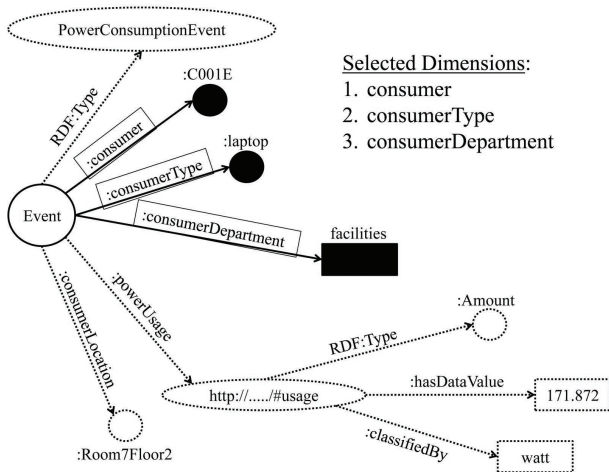 PowerConsumptionEvent
Selected Dimensions:
1. consumer
2. consumerType
3. consumerDepartment
:C001E
RDF:Type
:consumer
:laptop
:consumerType
Event
:consumerDepartment
facilities
:powerUsage
:consumerLocation
:Amount
RDF:Type
http://...../#usage
:hasDataValue
171.872
:classifiedBy
watt
:Room7Floor2